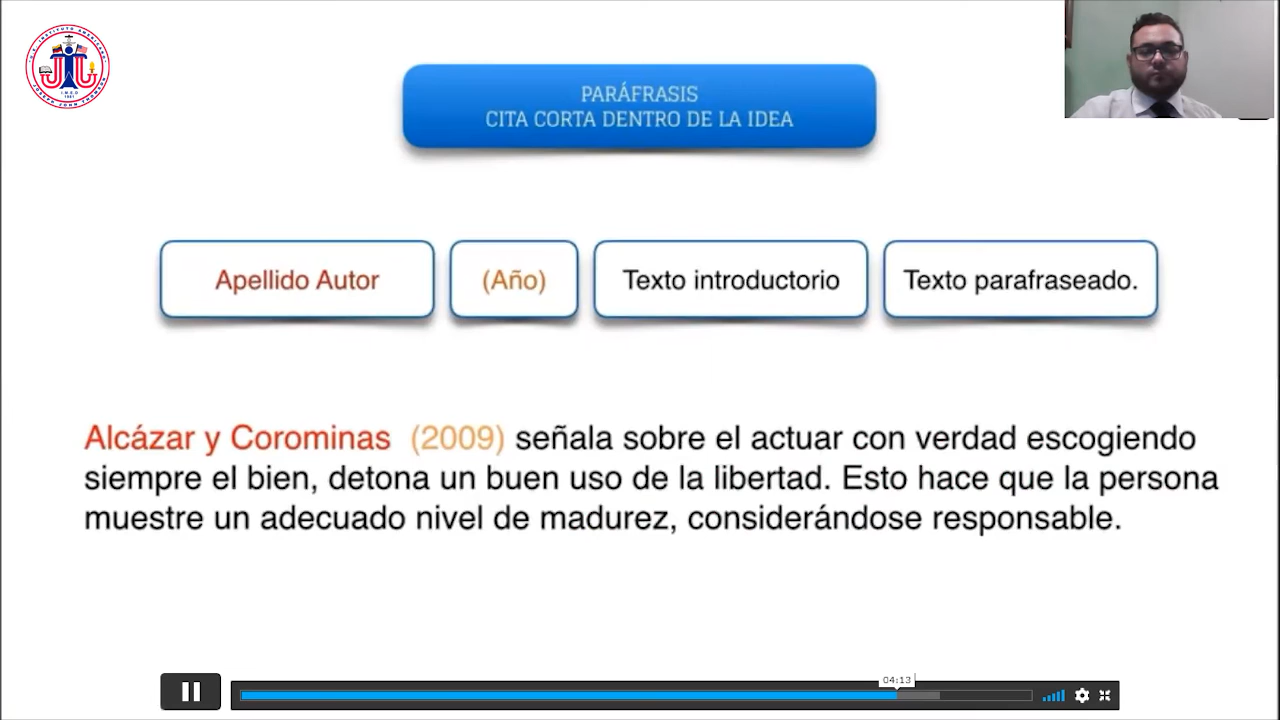 PARÁFRASIS
CITA CORTA DENTRO DE LA IDEA
Apellido Autor
(Año)
Texto introductorio
Texto parafraseado.
Alcázar y Corominas (2009) señala sobre el actuar con verdad escogiendo
siempre el bien, detona un buen uso de la libertad. Esto hace que la persona
muestre un adecuado nivel de madurez, considerándose responsable.
04:13